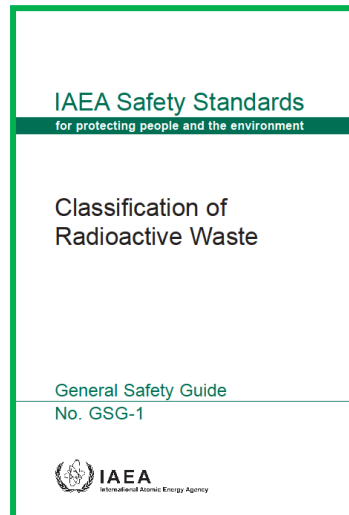 IAEA Safety Standards
for protecting people and the environment
Classification of
Radioactive Waste
General Safety Guide
No. GSG-1
IAEA
International Atomic Energy Agency